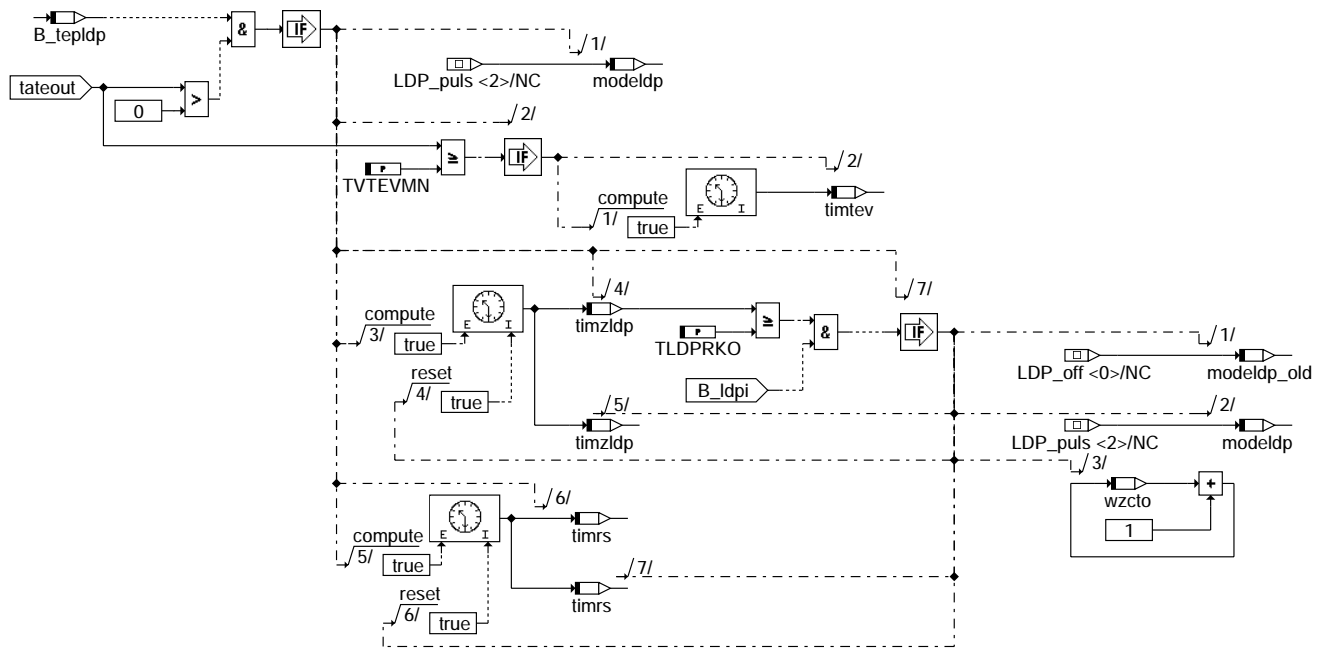 B_tepldp
&
IF
1/
LDP_puls <2>/NC
modeldp
tateout
0
>
2/
TVTEVMN
P
≥
IF
2/
compute
1/
true
E I
timtev
compute
3/
true
E I
reset
4/
true
4/
timzldp
P
TLDPRKO
≥
&
B_ldpi
7/
IF
1/
LDP_off <0>/NC
modeldp_old
5/
timzldp
2/
LDP_puls <2>/NC
modeldp
3/
wzcto
+
1
6/
compute
5/
true
E I
timrs
7/
timrs
reset
6/
true